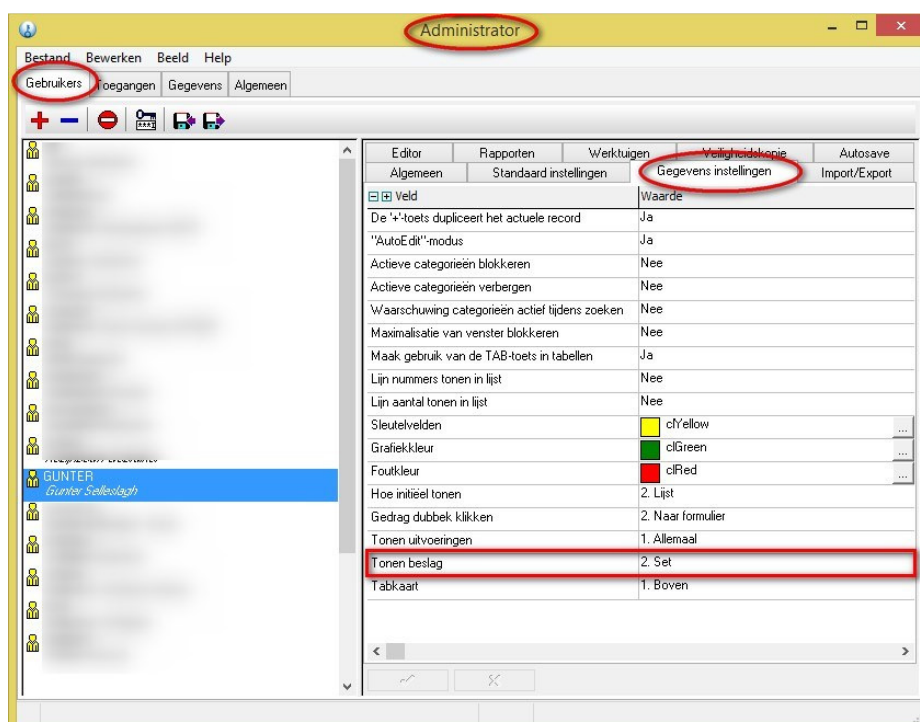 Administrator
Bestand Bewerken Beeld Help
Gebruikers Toegangen Gegevens Algemeen
Editor Rapporten Werktuigen Veiligheidskopie Autosave
Algemeen Standaard instellingen Gegevens instellingen Import/Export
Veld Waarde
De '+'-toets dupliceert het actuele record Ja
"AutoEdit"-modus Ja
Actieve categorieën blokkeren Nee
Actieve categorieën verbergen Nee
Waarschuwing categorieën actief tijdens zoeken Nee
Maximalisatie van venster blokkeren Nee
Maak gebruik van de TAB-toets in tabellen Ja
Lijn nummers tonen in lijst Nee
Lijn aantal tonen in lijst Nee
Sleutelvelden clYellow ...
Grafiekkleur clGreen ...
Foutkleur clRed ...
Hoe initiëel tonen 2. Lijst
Gedrag dubbek klikken 2. Naar formulier
Tonen uitvoeringen 1. Allemaal
Tonen beslag 2. Set
Tabkaart 1. Boven
GUNTER
Gunter Selleslagh